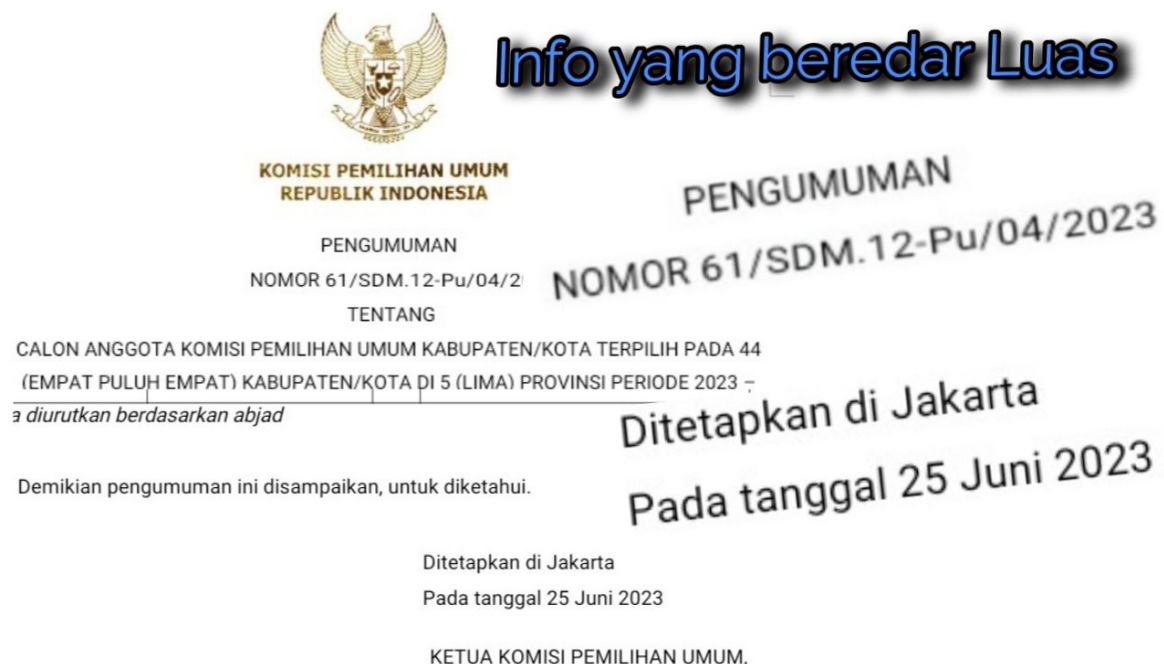 Info yang beredar Luas
KOMISI PEMILIHAN UMUM
REPUBLIK INDONESIA
PENGUMUMAN
NOMOR 61/SDM.12-Pu/04/2
TENTANG
CALON ANGGOTA KOMISI PEMILIHAN UMUM KABUPATEN/KOTA TERPILIH PADA 44
(EMPAT PULUH EMPAT) KABUPATEN/KOTA DI 5 (LIMA) PROVINSI PERIODE 2023 –
a diurutkan berdasarkan abjad
Demikian pengumuman ini disampaikan, untuk diketahui.
Ditetapkan di Jakarta
Pada tanggal 25 Juni 2023
KETUA KOMISI PEMILIHAN UMUM,
PENGUMUMAN
NOMOR 61/SDM.12-Pu/04/2023
Ditetapkan di Jakarta
Pada tanggal 25 Juni 2023